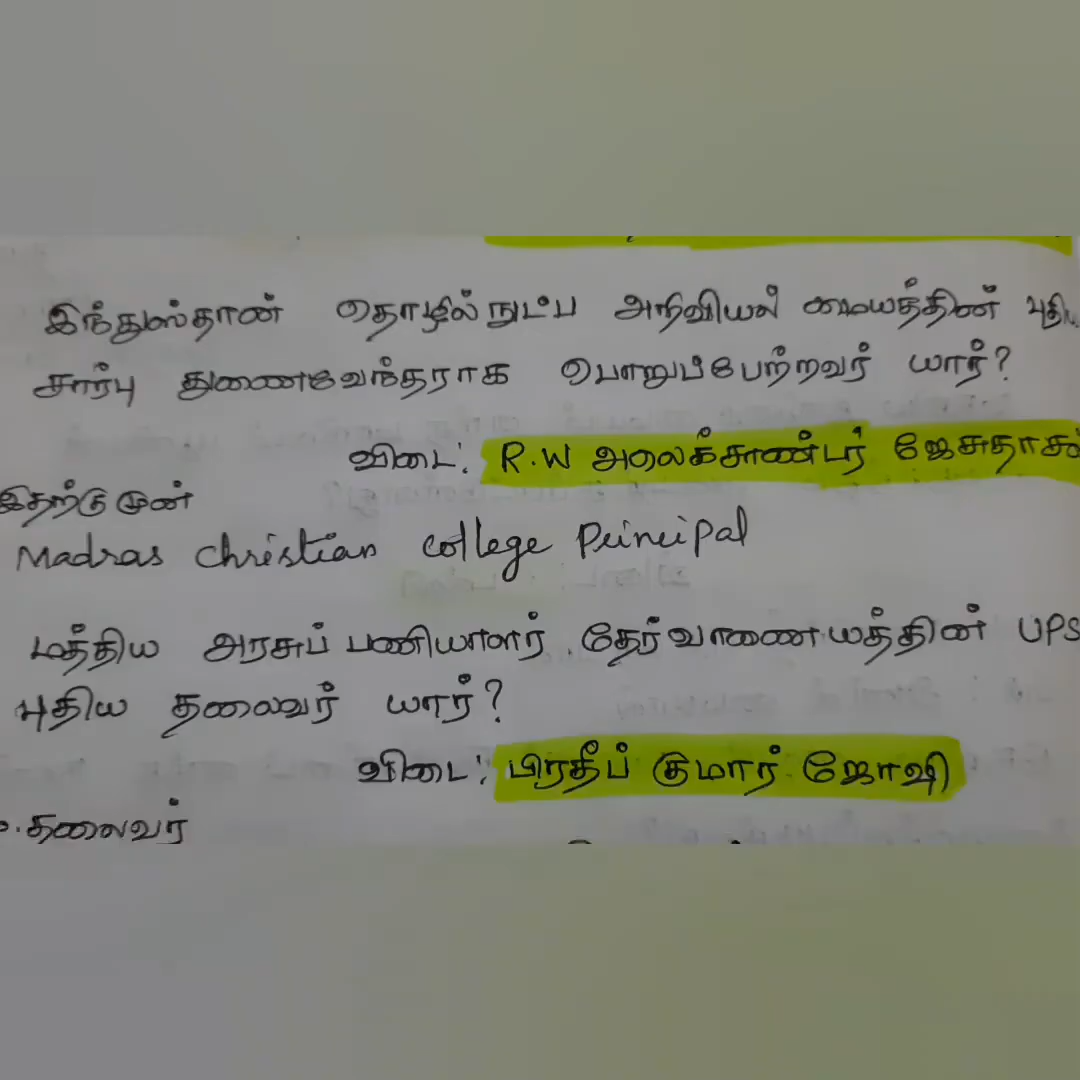 இந்துஸ்தான் தொழில் நுட்ப அறிவியல் மையத்தின் புதிய
சார்பு துணைவேந்தராக பொறுப்பேற்றவர் யார்?
விடை: R.W அலைக்சாண்டர் ஜேசுதாசன்
இதற்கு முன்
Madras christian college Principal
மத்திய அரசுப் பணியாளர் தேர்வாணையத்தின் UPS
புதிய தலைவர் யார்?
விடை: பிரதீப் குமார் ஜோஷி
தலைவர்